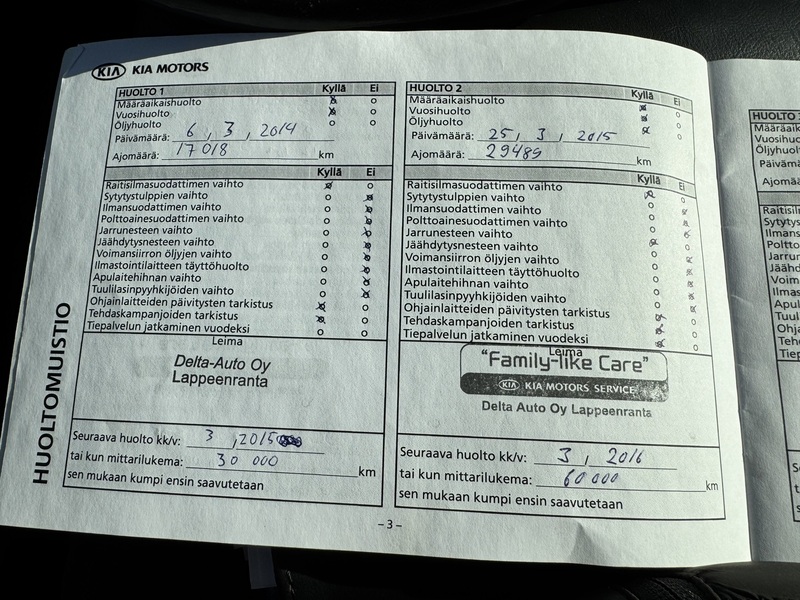 KIA KIA MOTORS
HUOLTOMUISTIO
HUOLTO 1 Kyllä Ei
Määräaikaishuolto
Vuosihuolto
Öljyhuolto
Päivämäärä: 6, 3, 2014
Ajomäärä: 17018 km
Kyllä Ei
Raitisilmasuodattimen vaihto
Sytytystulppien vaihto
Ilmansuodattimen vaihto
Polttoainesuodattimen vaihto
Jarrunesteen vaihto
Jäähdytysnesteen vaihto
Voimansiirron öljyjen vaihto
Ilmastointilaitteen täyttöhuolto
Apulaitehihnan vaihto
Tuulilasinpyyhkijöiden vaihto
Ohjainlaitteiden päivitysten tarkistus
Tehdaskampanjoiden tarkistus
Tiepalvelun jatkaminen vuodeksi
Leima
Delta-Auto Oy
Lappeenranta
Seuraava huolto kk/v: 3, 2015
tai kun mittarilukema: 30 000 km
sen mukaan kumpi ensin saavutetaan
HUOLTO 2 Kyllä Ei
Määräaikaishuolto
Vuosihuolto
Öljyhuolto
Päivämäärä: 25, 3, 2015
Ajomäärä: 29489 km
Kyllä Ei
Raitisilmasuodattimen vaihto
Sytytystulppien vaihto
Ilmansuodattimen vaihto
Polttoainesuodattimen vaihto
Jarrunesteen vaihto
Jäähdytysnesteen vaihto
Voimansiirron öljyjen vaihto
Ilmastointilaitteen täyttöhuolto
Apulaitehihnan vaihto
Tuulilasinpyyhkijöiden vaihto
Ohjainlaitteiden päivitysten tarkistus
Tehdaskampanjoiden tarkistus
Tiepalvelun jatkaminen vuodeksi
Leima
"Family-like Care"
KIA KIA MOTORS SERVICE
Delta Auto Oy Lappeenranta
Seuraava huolto kk/v: 3, 2016
tai kun mittarilukema: 60 000 km
sen mukaan kumpi ensin saavutetaan
-3-